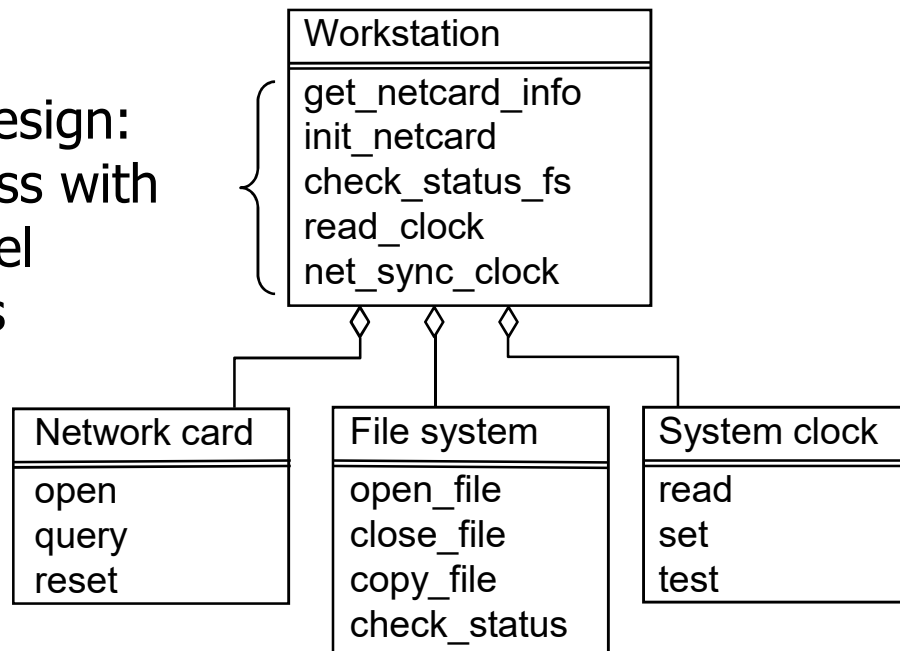 Workstation
get_netcard_info
init_netcard
check_status_fs
read_clock
net_sync_clock
esign:
ss with
el
s
Network card
open
query
reset
File system
open_file
close_file
copy_file
check_status
System clock
read
set
test